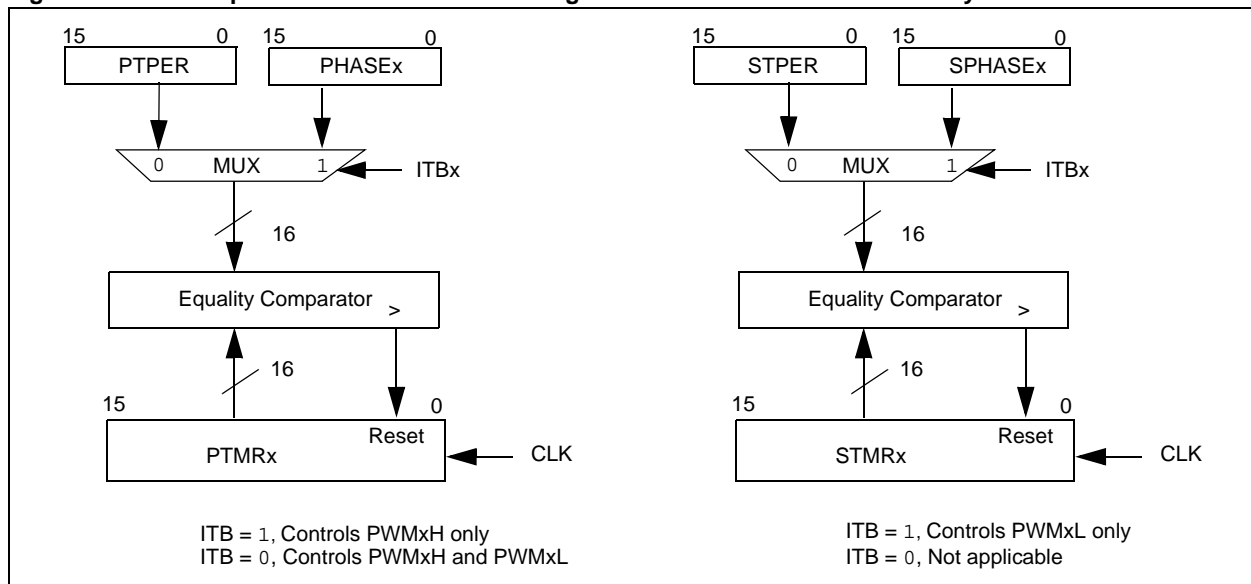 15 0 15 0
PTPER PHASEx
0 MUX 1
ITBx
16
Equality Comparator >
16
15 0
Reset
PTMRx
CLK
ITB = 1, Controls PWMxH only
ITB = 0, Controls PWMxH and PWMxL
15 0 15 0
STPER SPHASEx
0 MUX 1
ITBx
16
Equality Comparator >
16
15 0
Reset
STMRx
CLK
ITB = 1, Controls PWMxL only
ITB = 0, Not applicable